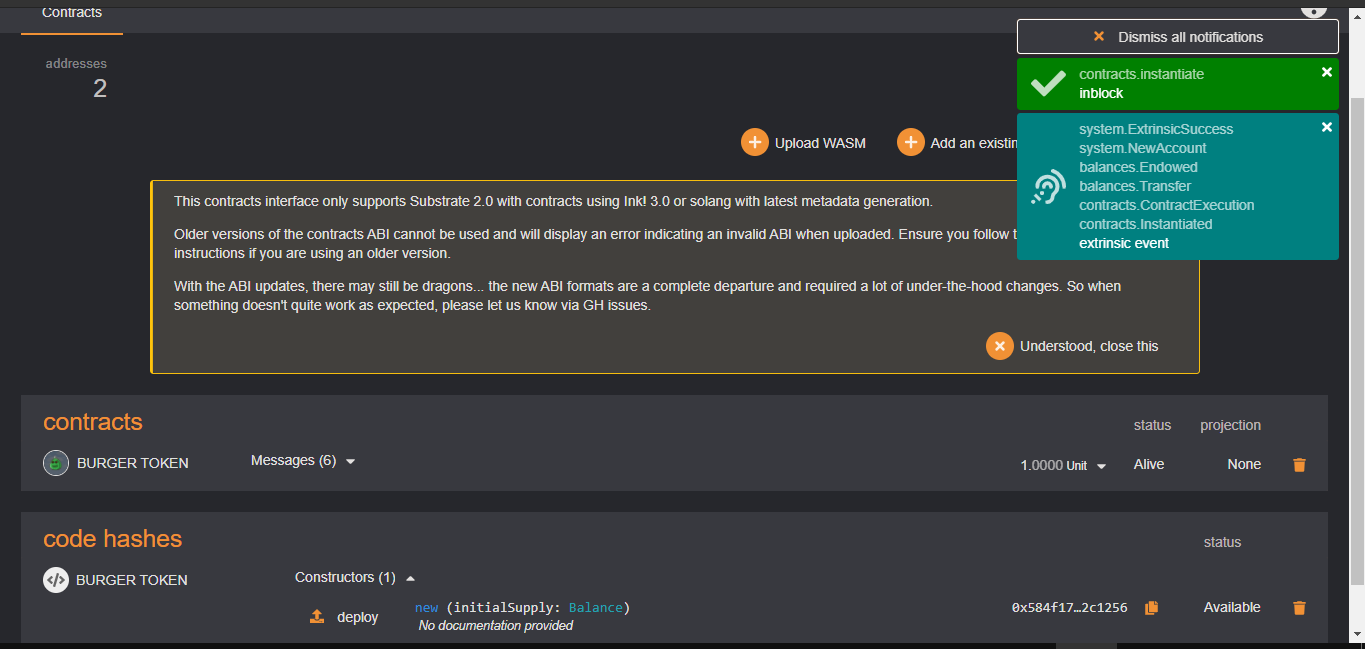 Contracts
addresses
2
Dismiss all notifications
contracts.instantiate
inblock
system.ExtrinsicSuccess
system.NewAccount
balances.Endowed
balances.Transfer
contracts.ContractExecution
contracts.Instantiated
extrinsic event
Upload WASM
Add an existin
This contracts interface only supports Substrate 2.0 with contracts using Ink! 3.0 or solang with latest metadata generation.
Older versions of the contracts ABI cannot be used and will display an error indicating an invalid ABI when uploaded. Ensure you follow t
instructions if you are using an older version.
With the ABI updates, there may still be dragons... the new ABI formats are a complete departure and required a lot of under-the-hood changes. So when
something doesn't quite work as expected, please let us know via GH issues.
Understood, close this
contracts
status projection
BURGER TOKEN Messages (6) 1.0000 Unit Alive None
code hashes
status
BURGER TOKEN Constructors (1)
deploy new (initialSupply: Balance) 0x584f17…2c1256 Available
No documentation provided